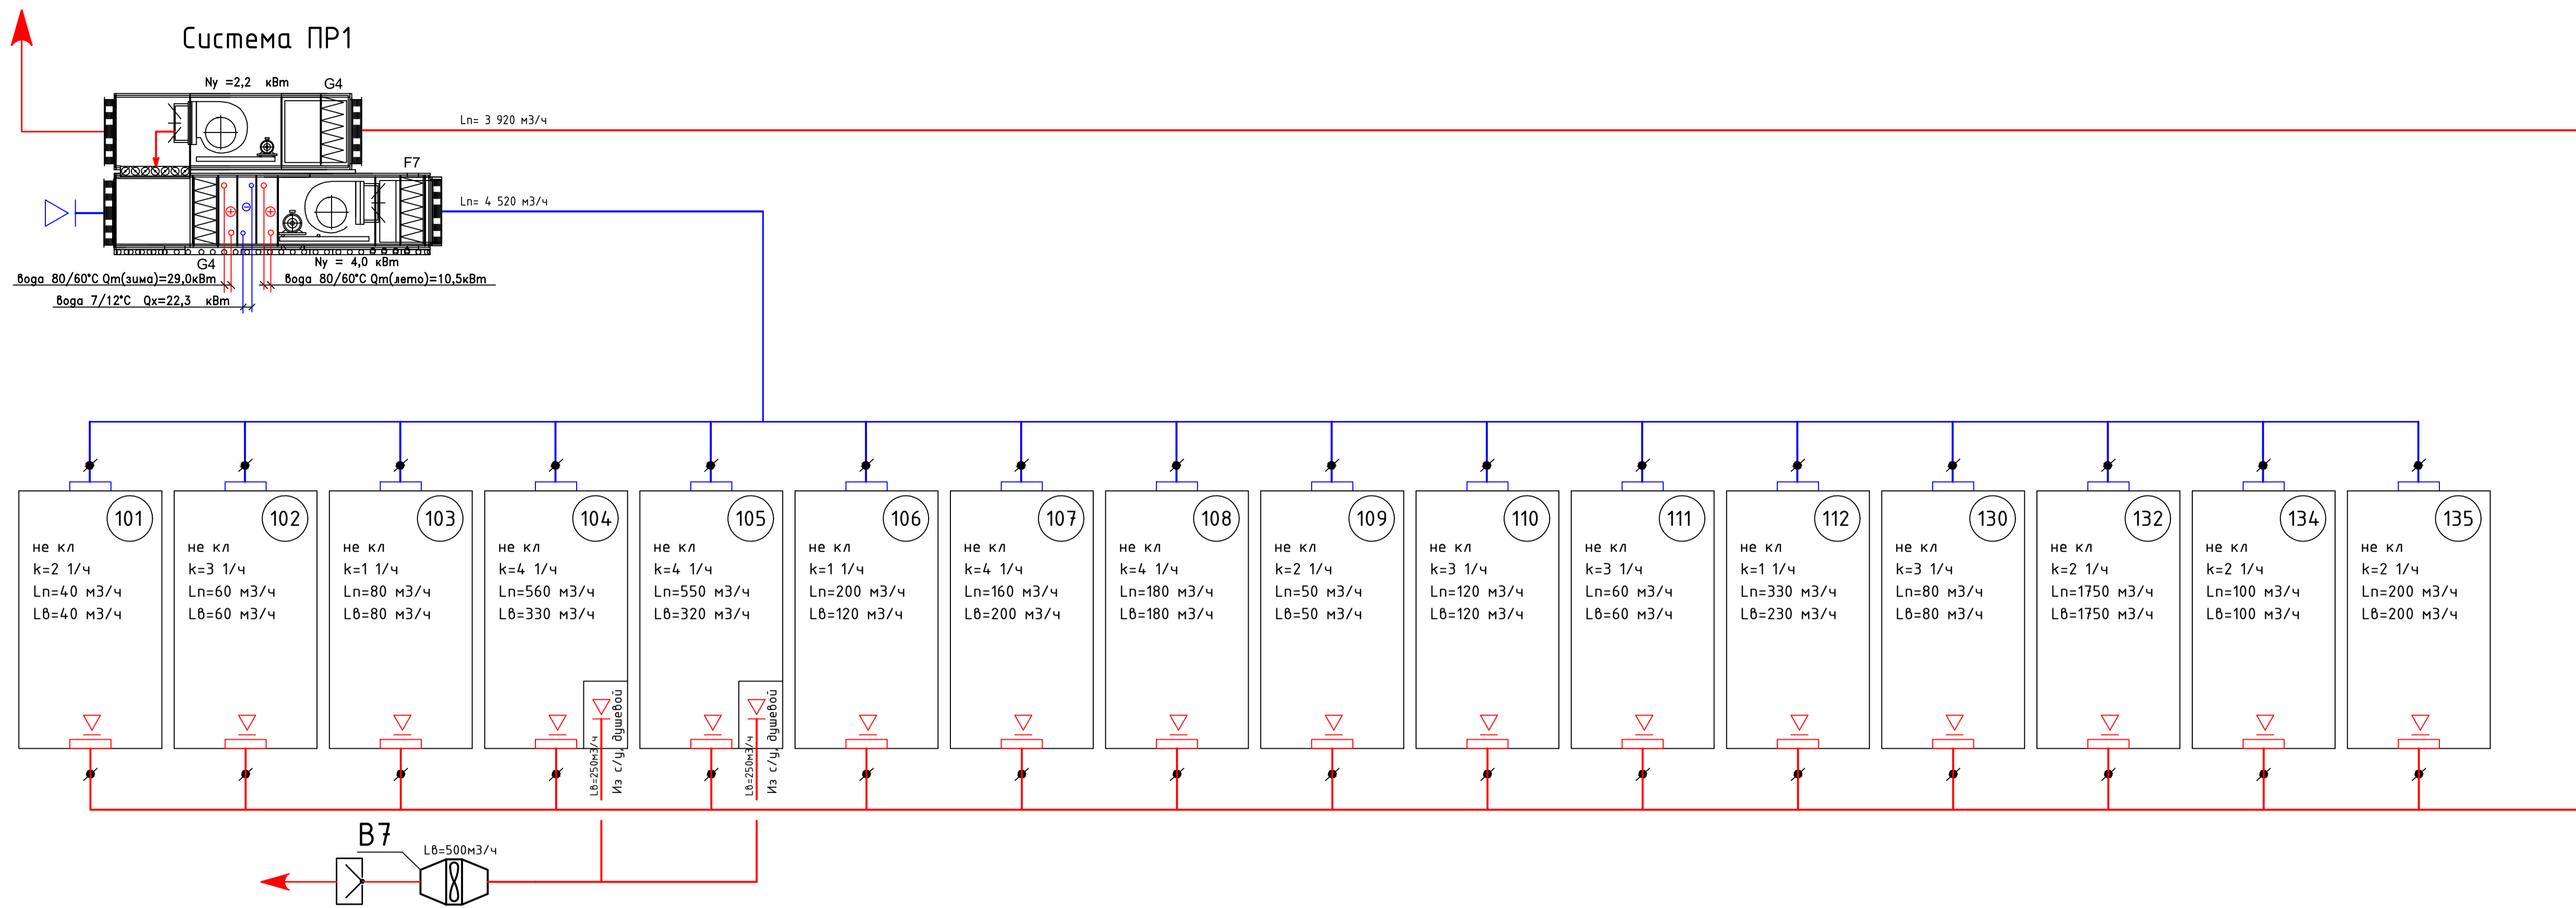 Система ПР1
Ny =2,2 кВт
G4
Lп= 3 920 м3/ч
F7
Lп= 4 520 м3/ч
G4
Ny = 4,0 кВт
вода 80/60°C Qт(зима)=29,0кВт
вода 80/60°C Qт(лето)=10,5кВт
вода 7/12°C Qх=22,3 кВт
101
не кл
k=2 1/ч
Lп=40 м3/ч
Lв=40 м3/ч
102
не кл
k=3 1/ч
Lп=60 м3/ч
Lв=60 м3/ч
103
не кл
k=1 1/ч
Lп=80 м3/ч
Lв=80 м3/ч
104
не кл
k=4 1/ч
Lп=560 м3/ч
Lв=330 м3/ч
Lв=250м3/ч
Из с/у, душевой
105
не кл
k=4 1/ч
Lп=550 м3/ч
Lв=320 м3/ч
Lв=250м3/ч
Из с/у, душевой
106
не кл
k=1 1/ч
Lп=200 м3/ч
Lв=120 м3/ч
107
не кл
k=4 1/ч
Lп=160 м3/ч
Lв=200 м3/ч
108
не кл
k=4 1/ч
Lп=180 м3/ч
Lв=180 м3/ч
109
не кл
k=2 1/ч
Lп=50 м3/ч
Lв=50 м3/ч
110
не кл
k=3 1/ч
Lп=120 м3/ч
Lв=120 м3/ч
111
не кл
k=3 1/ч
Lп=60 м3/ч
Lв=60 м3/ч
112
не кл
k=1 1/ч
Lп=330 м3/ч
Lв=230 м3/ч
130
не кл
k=3 1/ч
Lп=80 м3/ч
Lв=80 м3/ч
132
не кл
k=2 1/ч
Lп=1750 м3/ч
Lв=1750 м3/ч
134
не кл
k=2 1/ч
Lп=100 м3/ч
Lв=100 м3/ч
135
не кл
k=2 1/ч
Lп=200 м3/ч
Lв=200 м3/ч
В7
Lв=500м3/ч